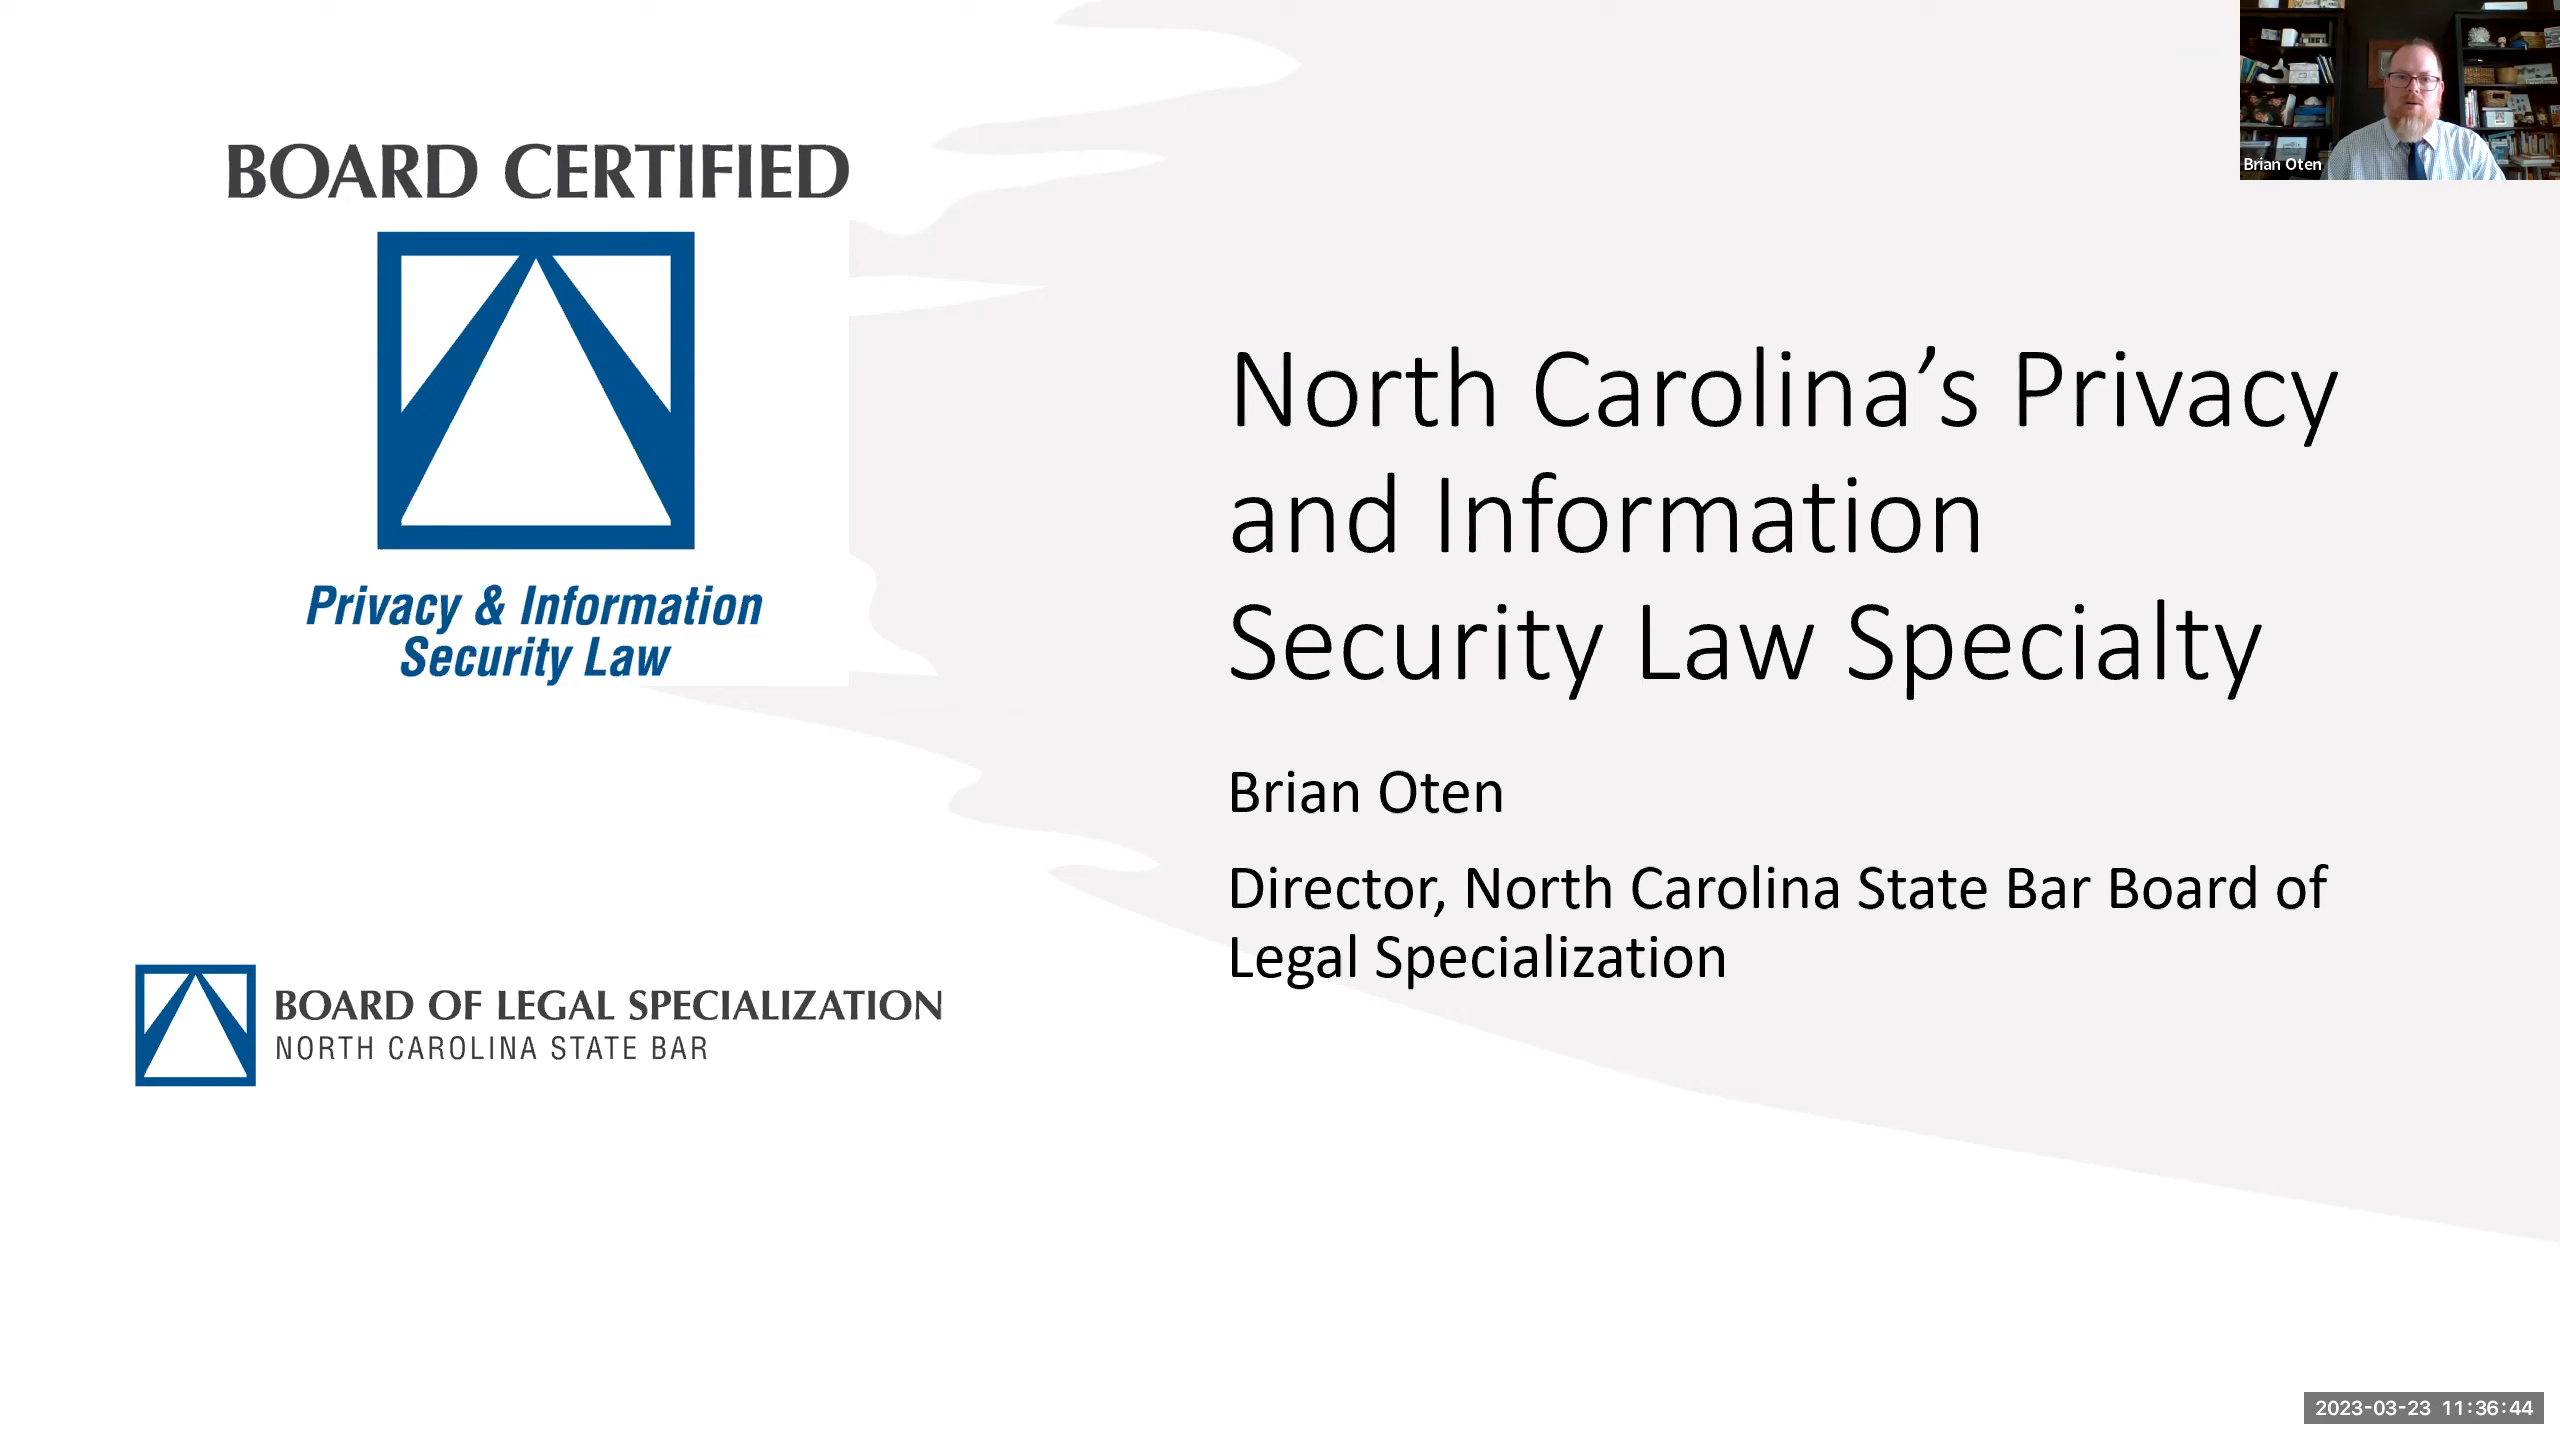 BOARD CERTIFIED
Privacy & Information
Security Law
BOARD OF LEGAL SPECIALIZATION
NORTH CAROLINA STATE BAR
North Carolina’s Privacy
and Information
Security Law Specialty
Brian Oten
Director, North Carolina State Bar Board of
Legal Specialization
Brian Oten
2023-03-23 11:36:44